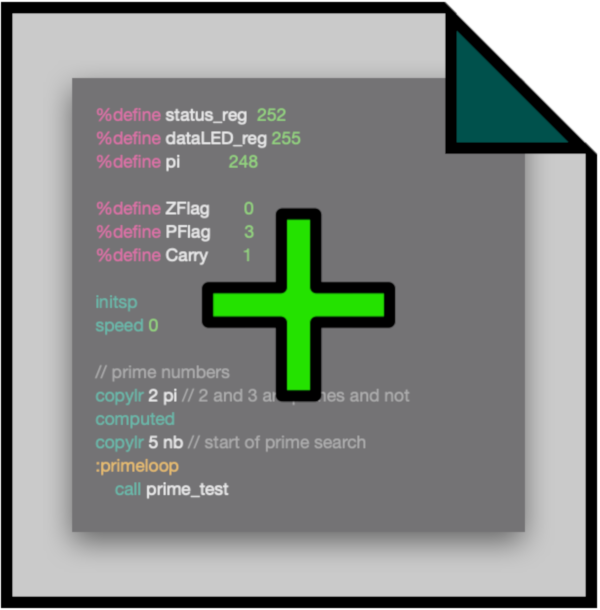 %define status_reg 252
%define dataLED_reg 255
%define pi 248
%define ZFlag 0
%define PFlag 3
%define Carry 1
initsp
speed 0
// prime numbers
copylr 2 pi // 2 and 3 are and not
computed
copylr 5 nb // start of prime search
:primeloop
call prime_test